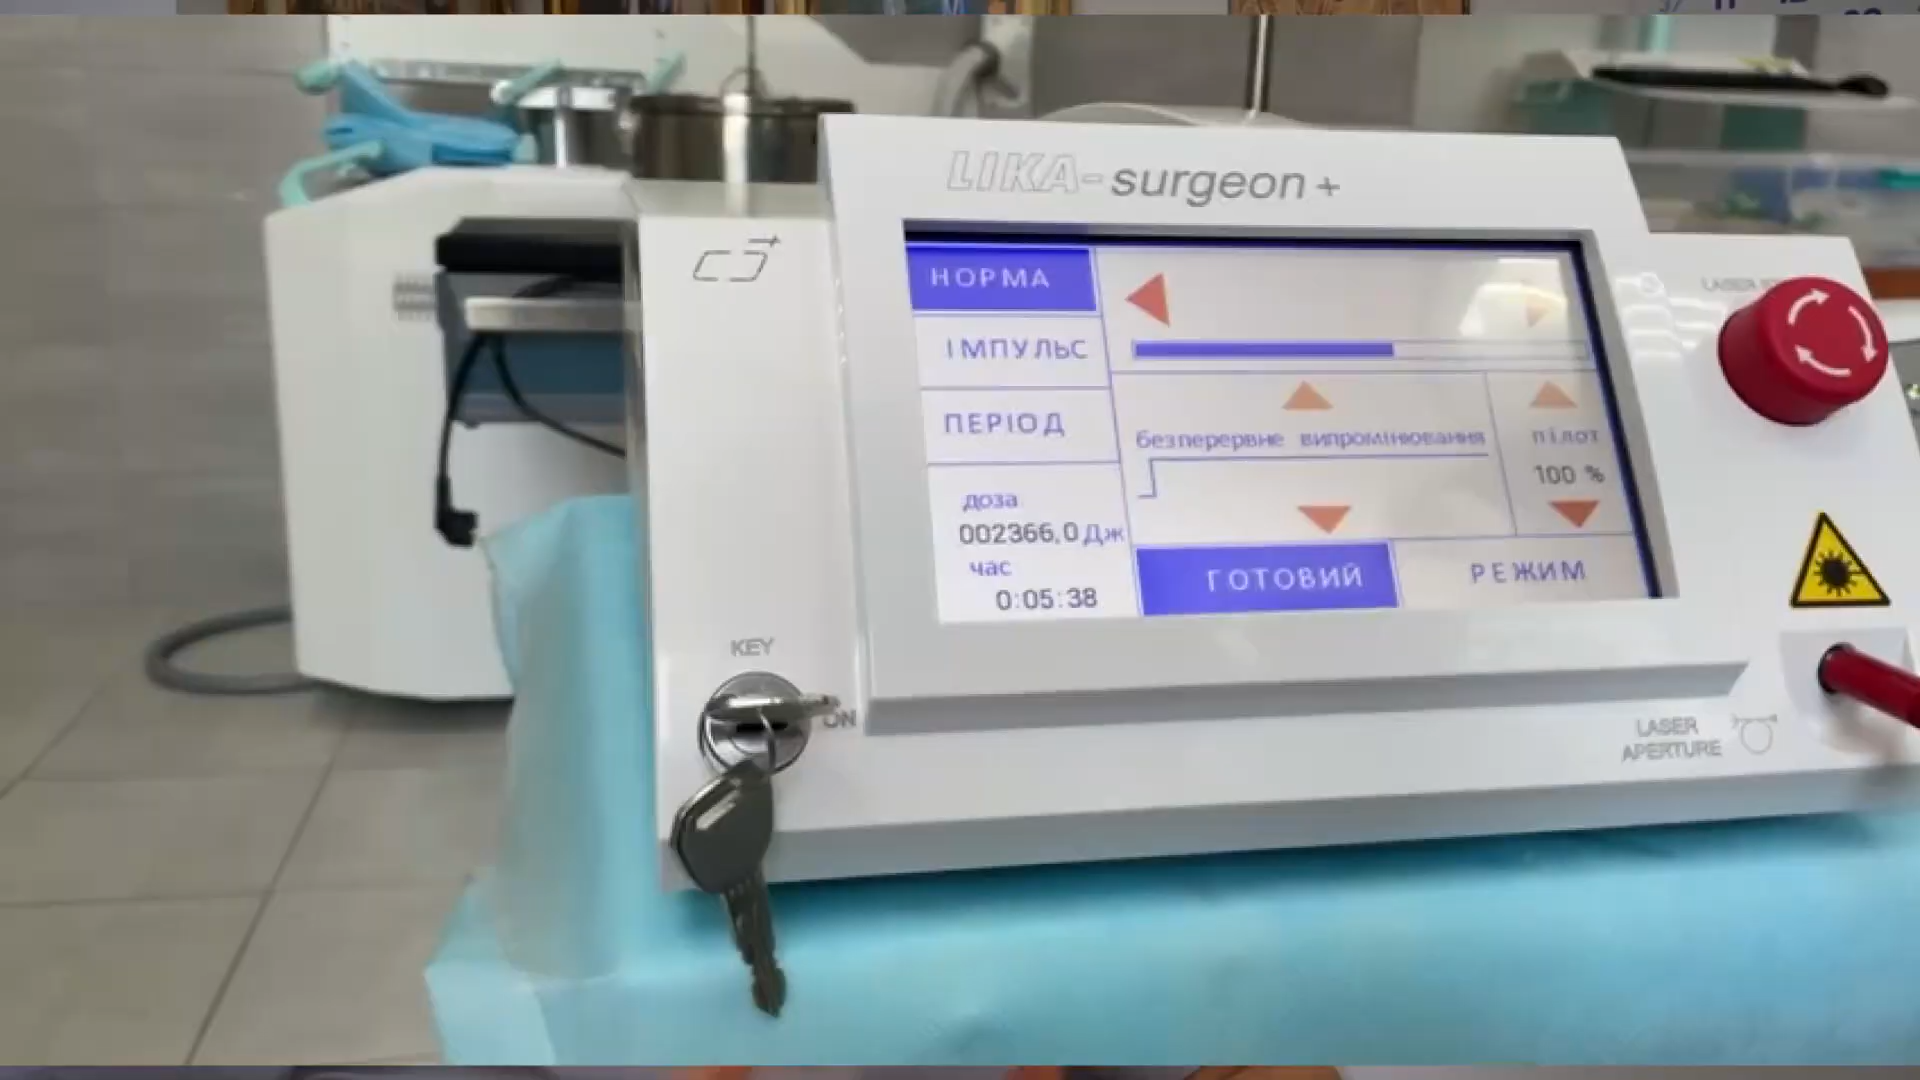 LIKA-surgeon +
НОРМА
ІМПУЛЬС
ПЕРІОД
доза
002366,0 Дж
час
0:05:38
безперервне випромінювання
пілот
100 %
ГОТОВИЙ
РЕЖИМ
KEY
ON
LASER
LASER
APERTURE